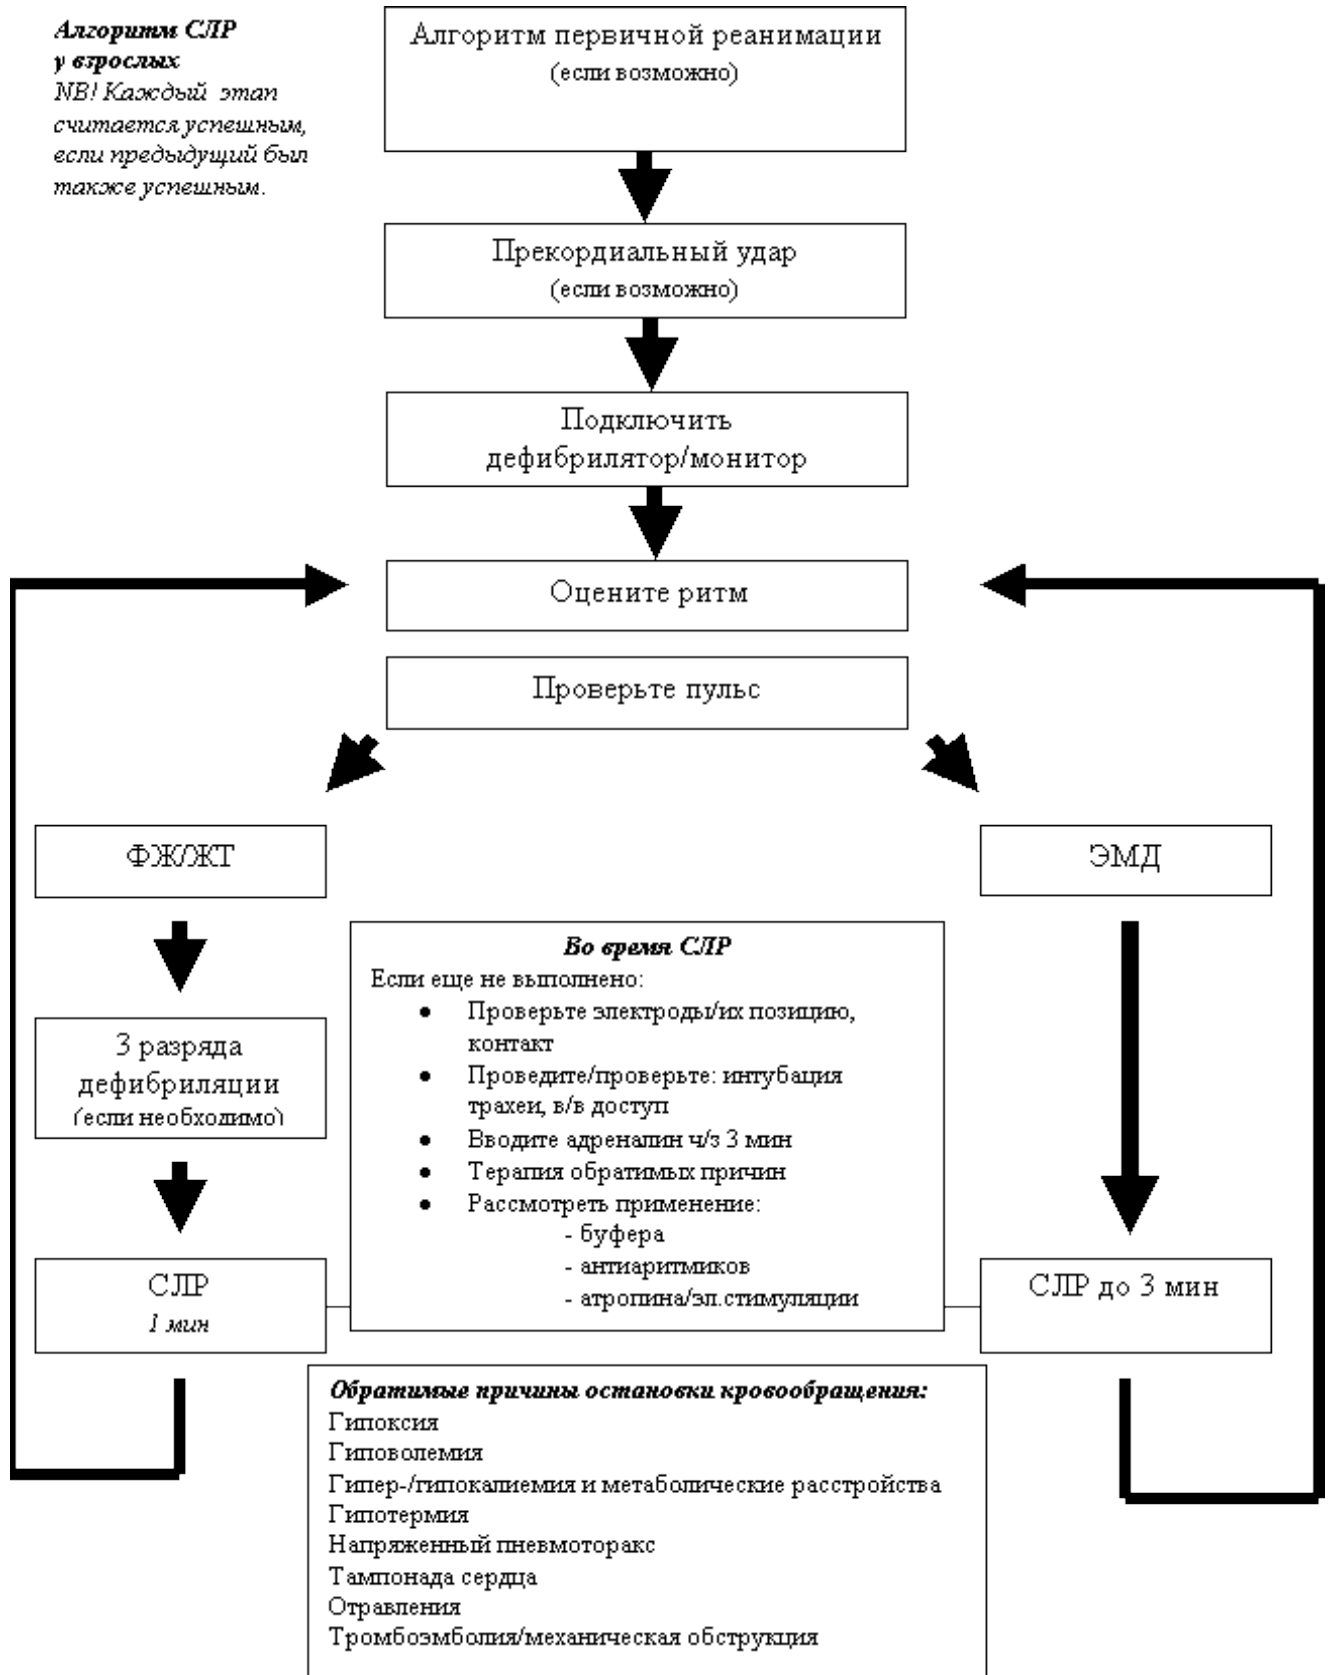 Алгоритм СЛР
у взрослых
NB! Каждый этап
считается успешным,
если предыдущий был
также успешным.
Алгоритм первичной реанимации
(если возможно)
Прекордиальный удар
(если возможно)
Подключить
дефибрилятор/монитор
Оцените ритм
Проверьте пульс
ФЖ/ЖТ
ЭМД
3 разряда
дефибриляции
(если необходимо)
СЛР
1 мин
Во время СЛР
Если еще не выполнено:
● Проверьте электроды/их позицию,
контакт
● Проведите/проверьте: интубация
трахеи, в/в доступ
● Вводите адреналин ч/з 3 мин
● Терапия обратимых причин
● Рассмотреть применение:
- буфера
- антиаритмиков
- атропина/эл.стимуляции
СЛР до 3 мин
Обратимые причины остановки кровообращения:
Гипоксия
Гиповолемия
Гипер-/гипокалиемия и метаболические расстройства
Гипотермия
Напряженный пневмоторакс
Тампонада сердца
Отравления
Тромбоэмболия/механическая обструкция